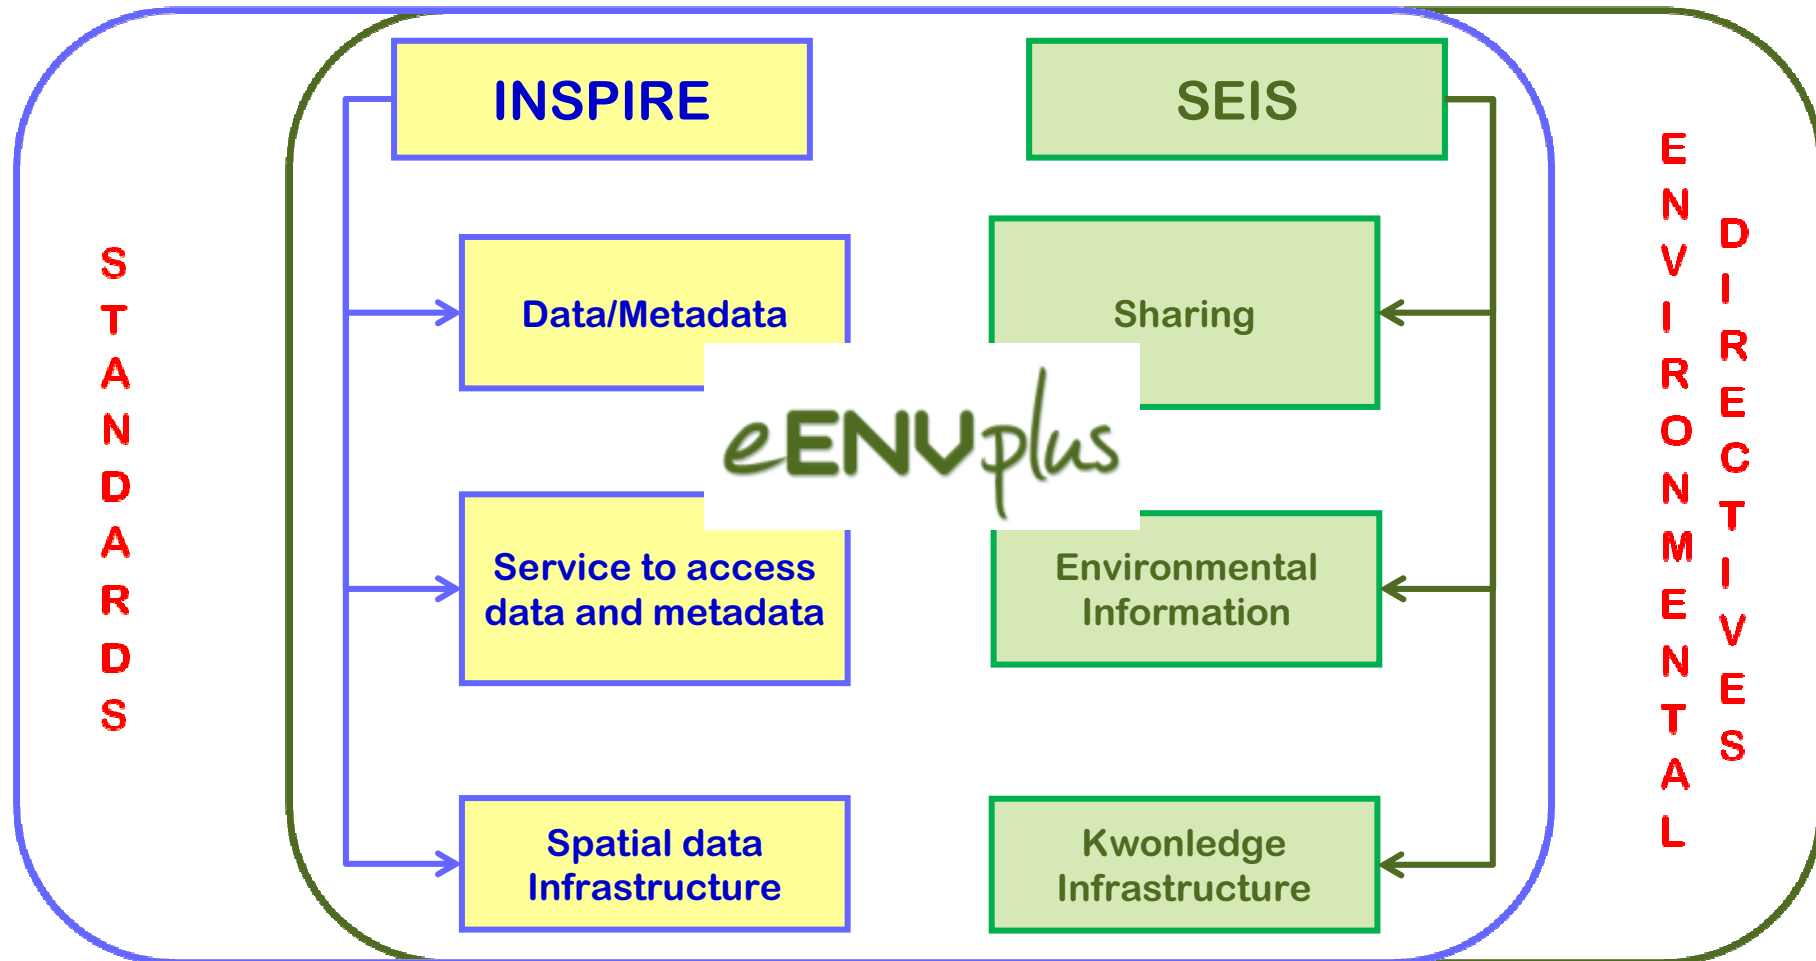 INSPIRE
SEIS
STANDARDS
ENVIRONMENTAL
DIRECTIVES
Data/Metadata
Sharing
eENVplus
Service to access
data and metadata
Environmental
Information
Spatial data
Infrastructure
Kwonledge
Infrastructure